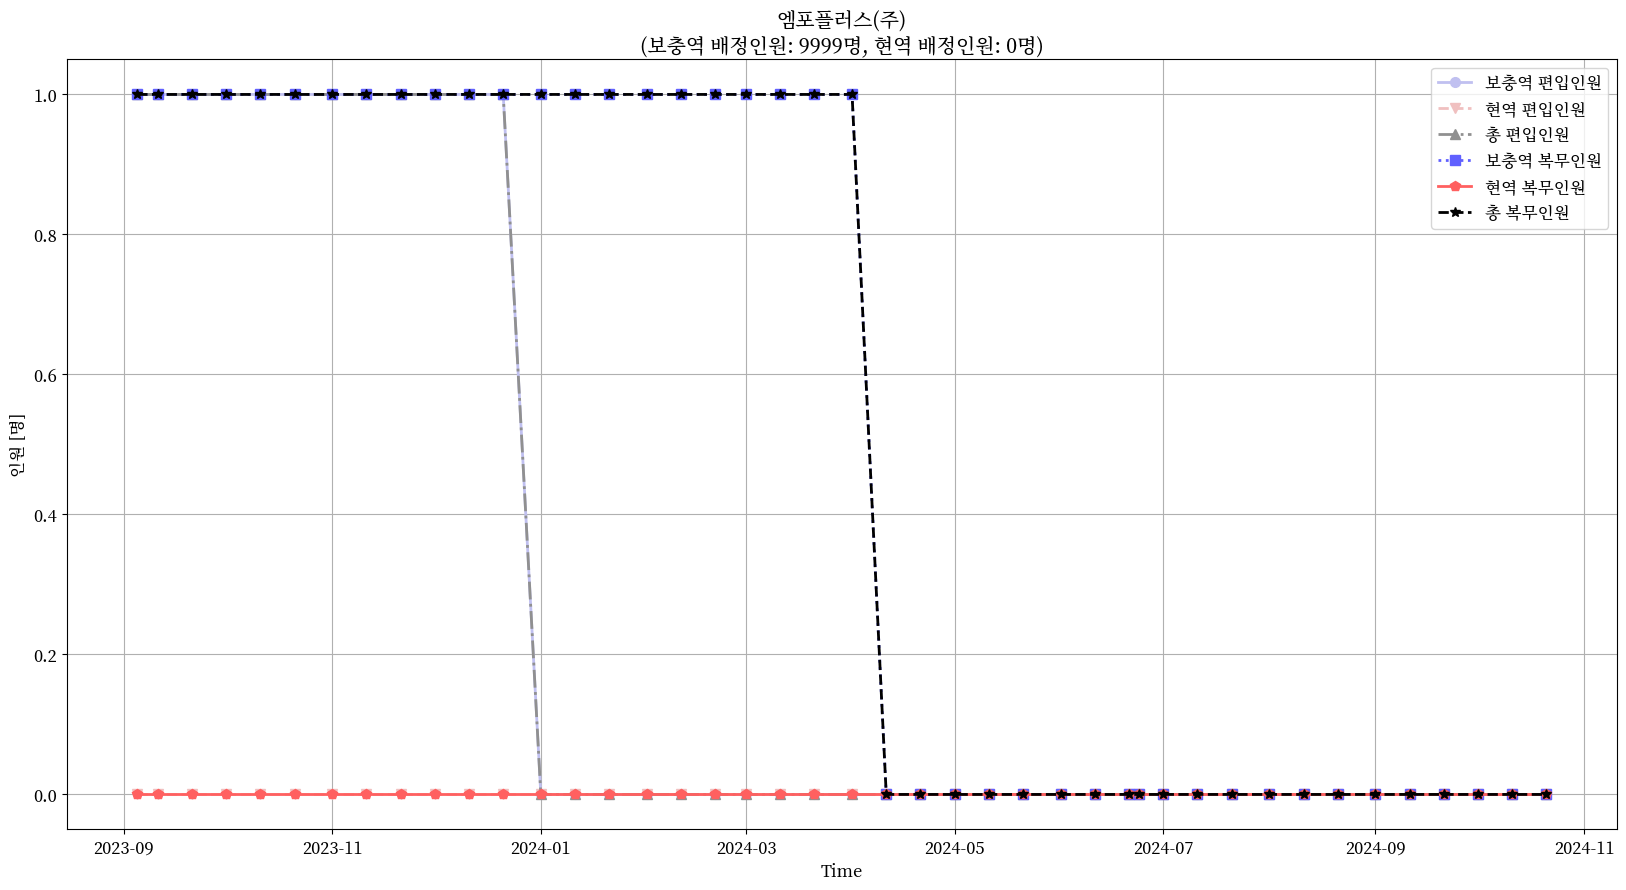 엠포플러스(주)
(보충역 배정인원: 9999명, 현역 배정인원: 0명)
보충역 편입인원
현역 편입인원
총 편입인원
보충역 복무인원
현역 복무인원
총 복무인원
인원 [명]
1.0
0.8
0.6
0.4
0.2
0.0
2023-09
2023-11
2024-01
2024-03
2024-05
2024-07
2024-09
2024-11
Time